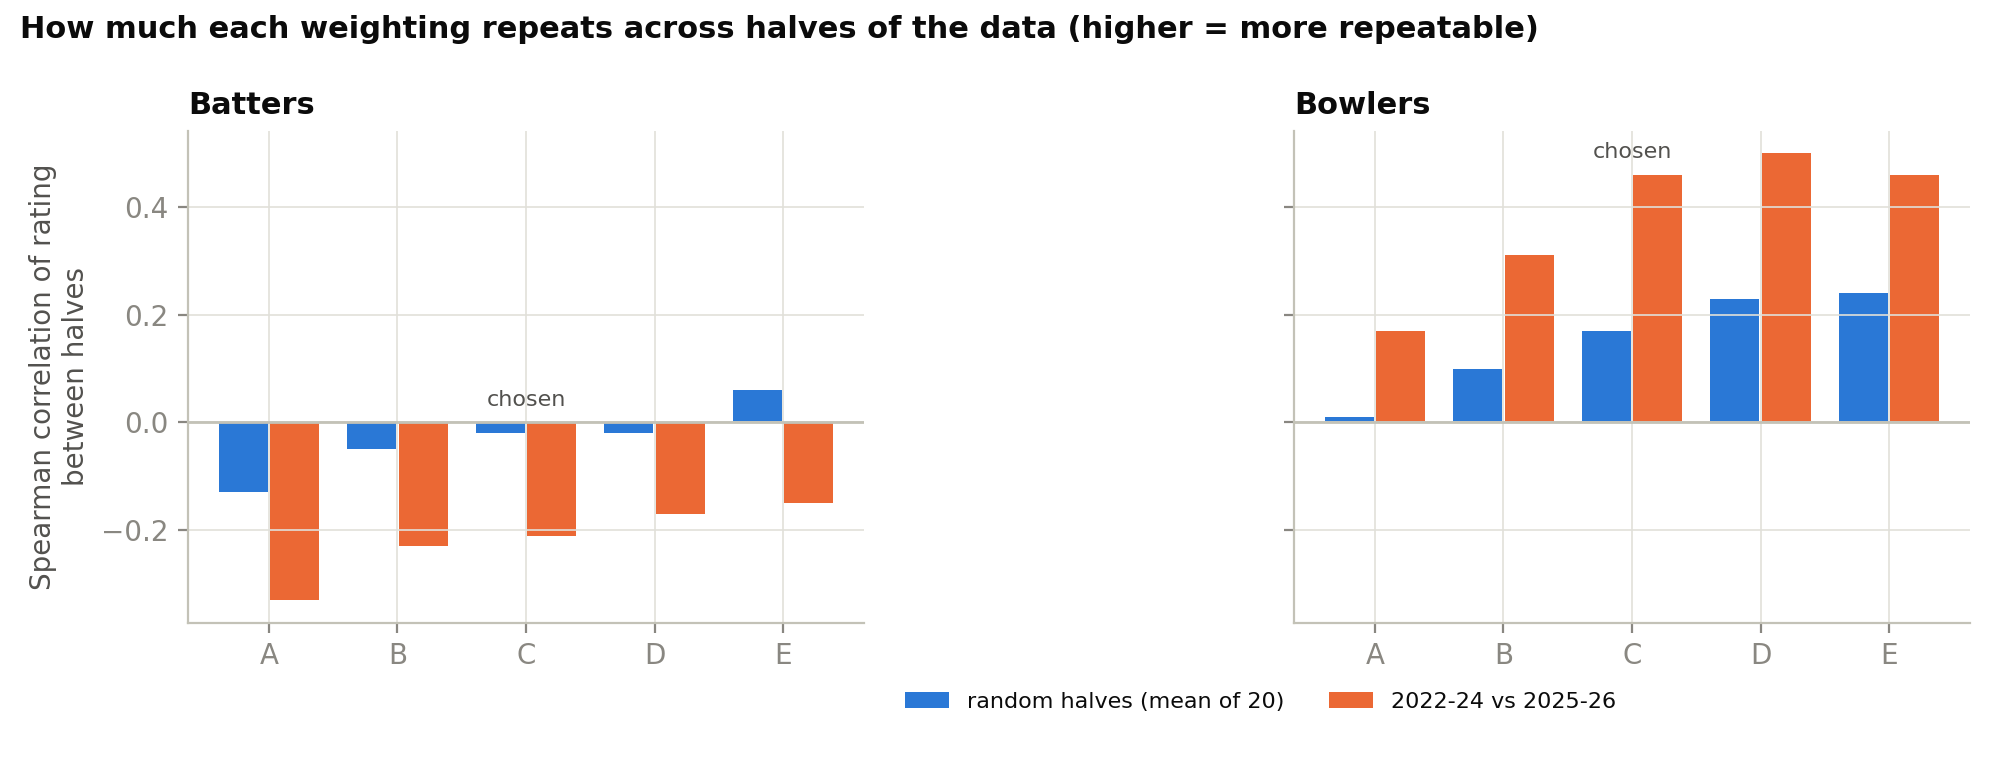 How much each weighting repeats across halves of the data (higher = more repeatable)
Batters
Spearman correlation of rating
between halves
0.4
0.2
0.0
−0.2
chosen
A B C D E
Bowlers
chosen
A B C D E
random halves (mean of 20)
2022-24 vs 2025-26